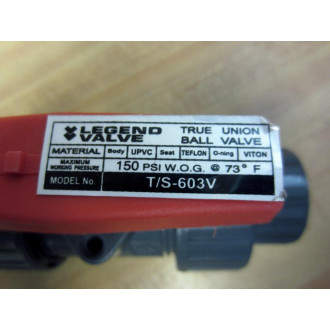 LEGEND VALVE TRUE UNION BALL VALVE
MATERIAL Body UPVC Seat TEFLON O-ning VITON
MAXIMUM WORKING PRESSURE 150 PSI W.O.G. @ 73° F
MODEL No. T/S-603V